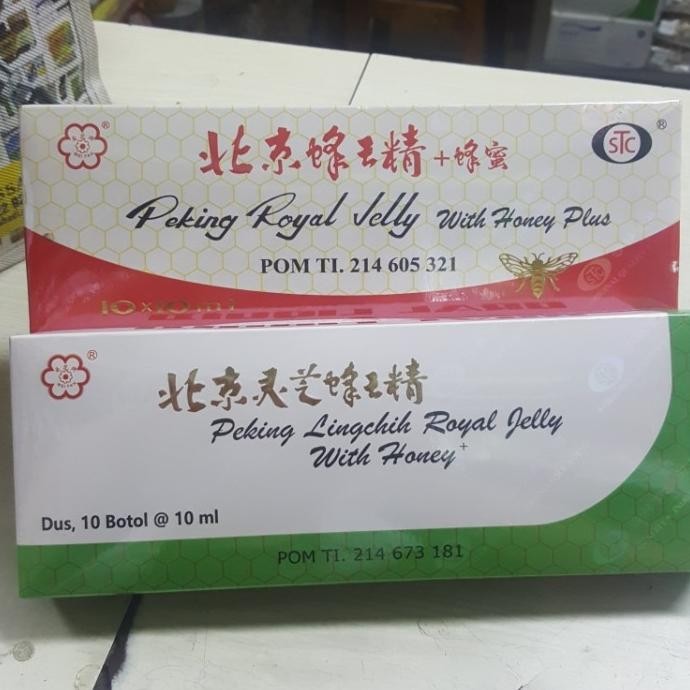 北京蜂王精+蜂蜜
STC
Peking Royal Jelly With Honey Plus
POM TI. 214 605 321
10x10ml
北京灵芝蜂王精
Peking Lingchih Royal Jelly
With Honey+
Dus, 10 Botol @ 10 ml
POM TI. 214 673 181